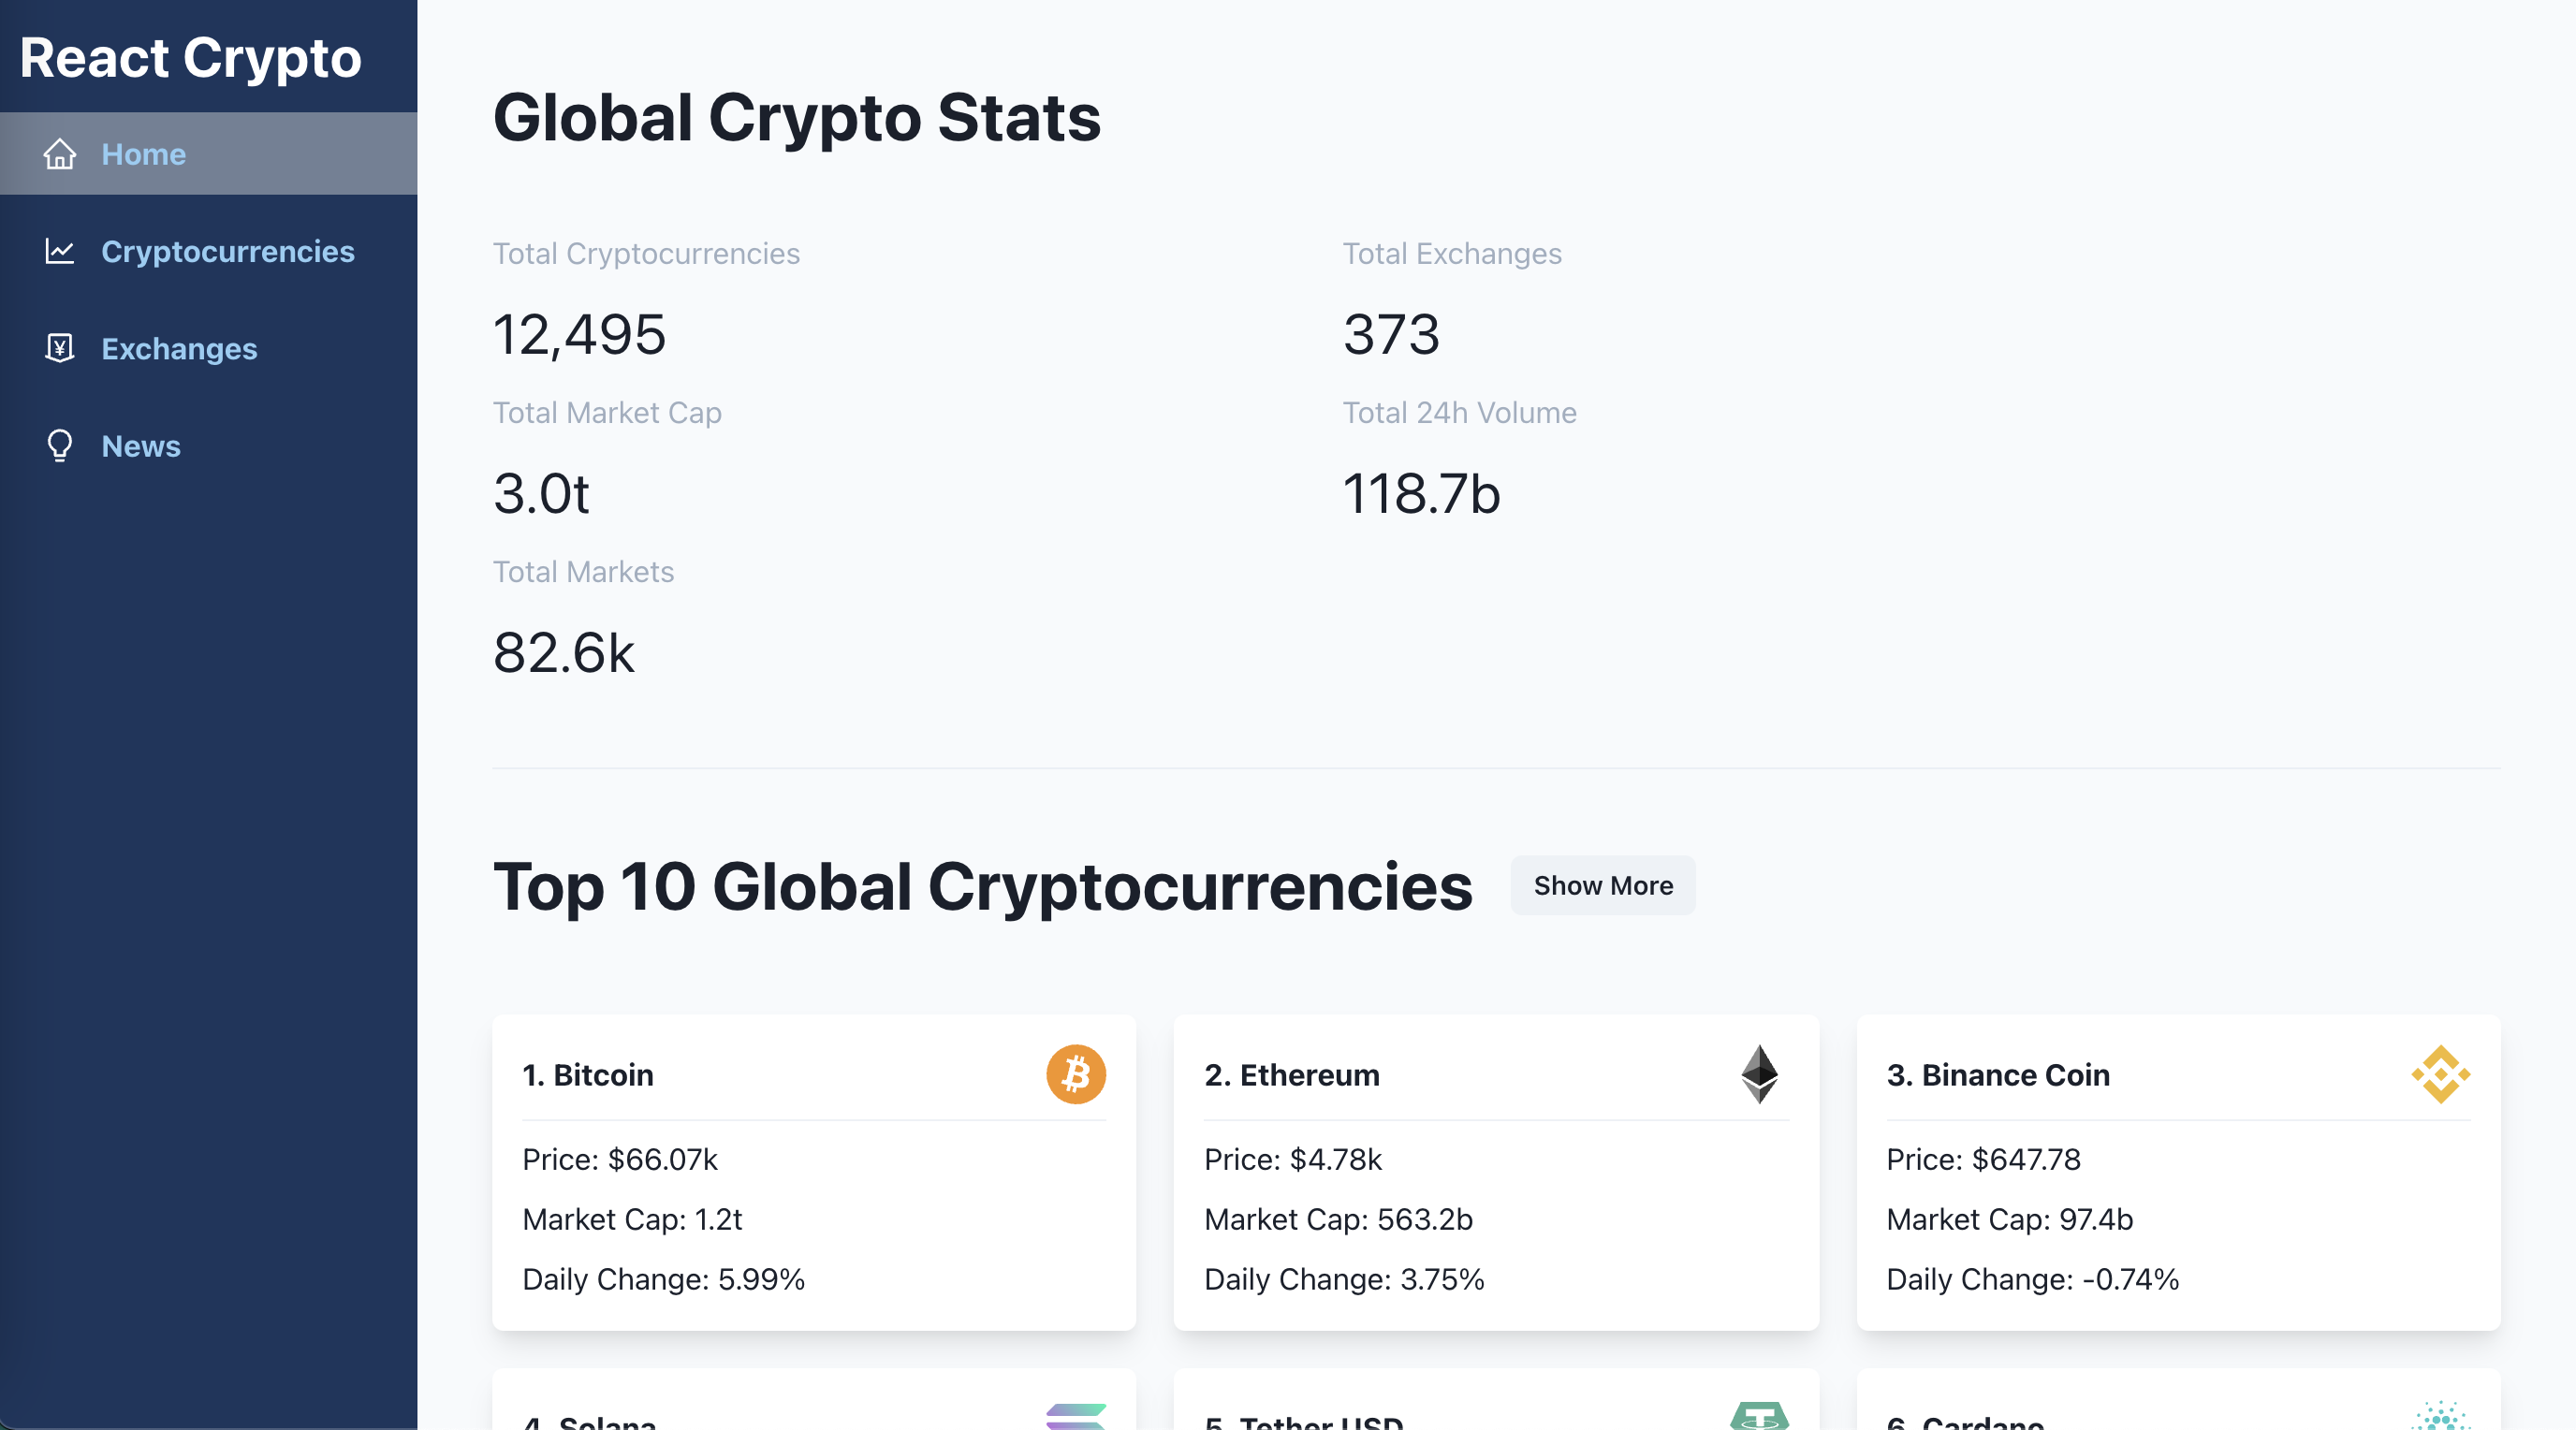 React Crypto
Home
Cryptocurrencies
Exchanges
News
Global Crypto Stats
Total Cryptocurrencies
12,495
Total Exchanges
373
Total Market Cap
3.0t
Total 24h Volume
118.7b
Total Markets
82.6k
Top 10 Global Cryptocurrencies
Show More
1. Bitcoin
Price: $66.07k
Market Cap: 1.2t
Daily Change: 5.99%
2. Ethereum
Price: $4.78k
Market Cap: 563.2b
Daily Change: 3.75%
3. Binance Coin
Price: $647.78
Market Cap: 97.4b
Daily Change: -0.74%
4. Solana
5. Tether USD
6. Cardano